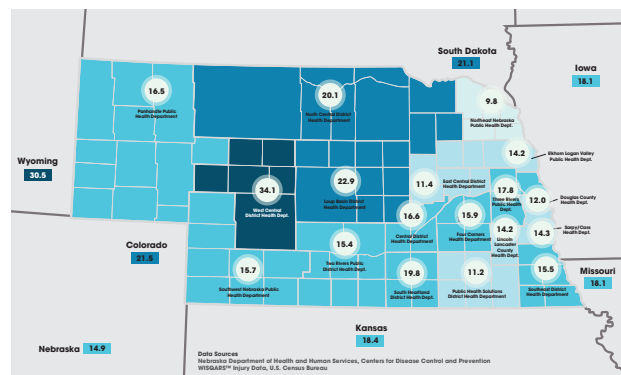 South Dakota
21.1
Iowa
18.1
16.5
Panhandle Public
Health Department
20.1
North Central District
Health Department
9.8
Northeast Nebraska
Public Health Dept.
14.2
Elkhorn Logan Valley
Public Health Dept.
Wyoming
30.5
34.1
West Central
District Health Dept.
22.9
Loup Basin District
Health Department
11.4
East Central District
Health Department
17.8
Three Rivers
Public Health
Dept.
12.0
Douglas County
Health Dept.
16.6
Central District
Health Department
15.9
Four Corners
Health Department
14.2
Lincoln
Lancaster
County
Health Dept.
14.3
Sarpy/Cass
Health Dept.
Colorado
21.5
15.4
Two Rivers Public
District Health Dept.
15.7
Southwest Nebraska Public
Health Department
19.8
South Heartland
District Health Dept.
11.2
Public Health Solutions
District Health Department
15.5
Southeast District
Health Department
Missouri
18.1
Kansas
18.4
Nebraska 14.9
Data Sources
Nebraska Department of Health and Human Services, Centers for Disease Control and Prevention
WISQARS™ Injury Data, U.S. Census Bureau